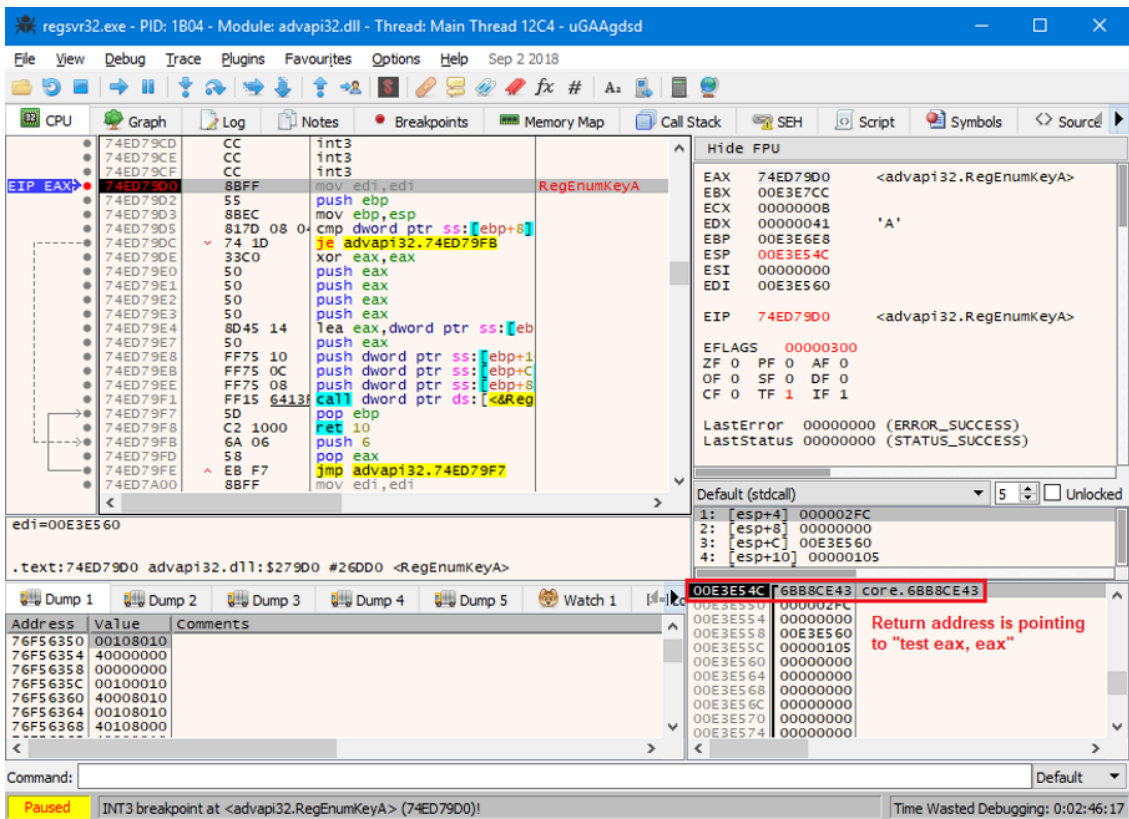 regsvr32.exe - PID: 1B04 - Module: advapi32.dll - Thread: Main Thread 12C4 - uGAAgdsd
File View Debug Trace Plugins Favourites Options Help Sep 2 2018
CPU Graph Log Notes Breakpoints Memory Map Call Stack SEH Script Symbols Source
74ED79CD CC int3
74ED79CE CC int3
74ED79CF CC int3
EIP EAX 74ED79D0 8BFF mov edi,edi RegEnumKeyA
74ED79D2 55 push ebp
74ED79D3 8BEC mov ebp,esp
74ED79D5 817D 08 04 cmp dword ptr ss:[ebp+8]
74ED79DC 74 1D je advapi32.74ED79FB
74ED79DE 33C0 xor eax,eax
74ED79E0 50 push eax
74ED79E1 50 push eax
74ED79E2 50 push eax
74ED79E3 50 push eax
74ED79E4 8D45 14 lea eax,dword ptr ss:[eb
74ED79E7 50 push eax
74ED79E8 FF75 10 push dword ptr ss:[ebp+1
74ED79EB FF75 0C push dword ptr ss:[ebp+C
74ED79EE FF75 08 push dword ptr ss:[ebp+8
74ED79F1 FF15 6413F call dword ptr ds:[<&Reg
74ED79F7 5D pop ebp
74ED79F8 C2 1000 ret 10
74ED79FB 6A 06 push 6
74ED79FD 58 pop eax
74ED79FE EB F7 jmp advapi32.74ED79F7
74ED7A00 8BFF mov edi,edi
Hide FPU
EAX 74ED79D0 <advapi32.RegEnumKeyA>
EBX 00E3E7CC
ECX 0000000B
EDX 00000041 'A'
EBP 00E3E6E8
ESP 00E3E54C
ESI 00000000
EDI 00E3E560
EIP 74ED79D0 <advapi32.RegEnumKeyA>
EFLAGS 00000300
ZF 0 PF 0 AF 0
OF 0 SF 0 DF 0
CF 0 TF 1 IF 1
LastError 00000000 (ERROR_SUCCESS)
LastStatus 00000000 (STATUS_SUCCESS)
Default (stdcall) 5 Unlocked
1: [esp+4] 000002FC
2: [esp+8] 00000000
3: [esp+C] 00E3E560
4: [esp+10] 00000105
edi=00E3E560
.text:74ED79D0 advapi32.dll:$279D0 #26DD0 <RegEnumKeyA>
Dump 1 Dump 2 Dump 3 Dump 4 Dump 5 Watch 1
Address Value Comments
76F56350 00108010
76F56354 40000000
76F56358 00000000
76F5635C 00100010
76F56360 40008010
76F56364 00108010
76F56368 40108000
00E3E54C 6BB8CE43 core.6BB8CE43
00E3E550 000002FC
00E3E554 00000000
00E3E558 00E3E560
00E3E55C 00000105
00E3E560 00000000
00E3E564 00000000
00E3E568 00000000
00E3E56C 00000000
00E3E570 00000000
00E3E574 00000000
Return address is pointing
to "test eax, eax"
Command: Default
Paused INT3 breakpoint at <advapi32.RegEnumKeyA> (74ED79D0)! Time Wasted Debugging: 0:02:46:17